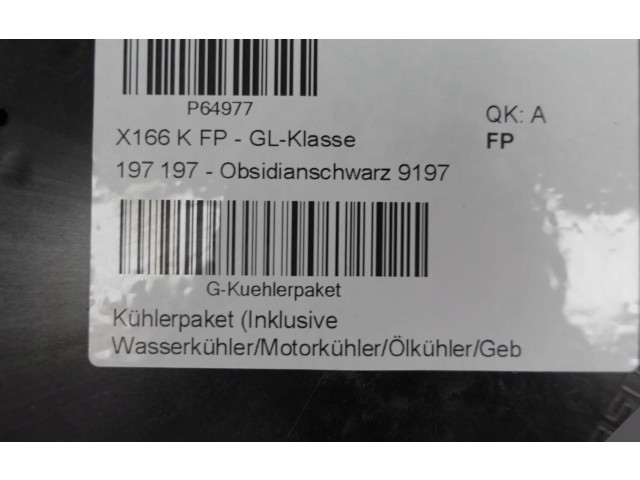 P64977
QK: A
X166 K FP - GL-Klasse
FP
197 197 - Obsidianschwarz 9197
G-Kuehlerpaket
Kühlerpaket (Inklusive
Wasserkühler/Motorkühler/Ölkühler/Geb